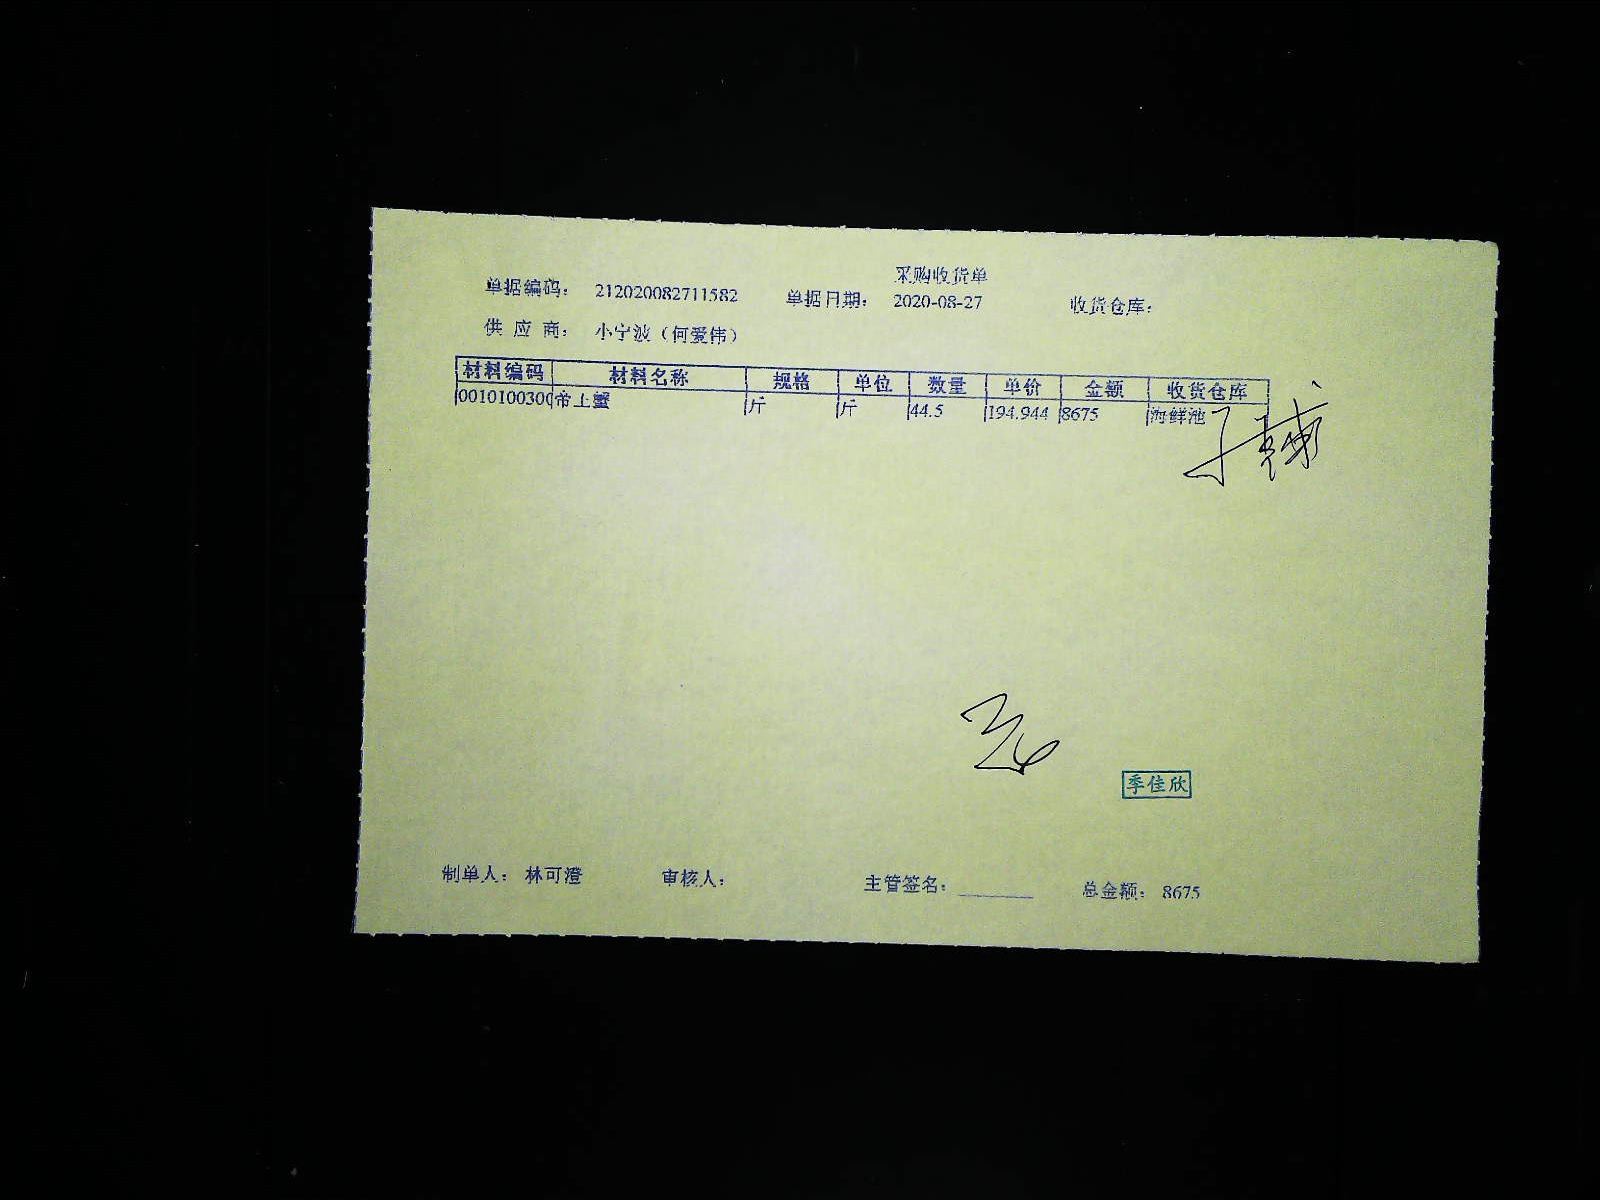 采购收货单
单据编码: 212020082711582 单据日期: 2020-08-27 收货仓库:
供 应 商: 小宁波（何爱伟）
材料编码 材料名称 规格 单位 数量 单价 金额 收货仓库
0010100300 帝王蟹 斤 斤 44.5 194.944 8675 海鲜池
季佳欣
制单人: 林可澄 审核人: 主管签名: 总金额: 8675